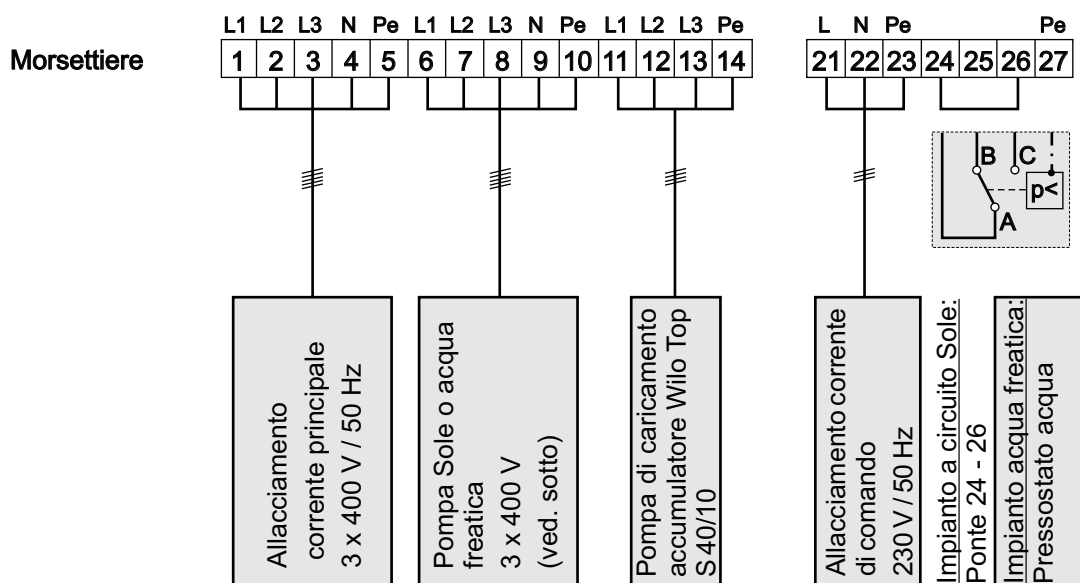 L1 L2 L3 N Pe L1 L2 L3 N Pe L1 L2 L3 Pe L N Pe Pe
Morsettiere 1 2 3 4 5 6 7 8 9 10 11 12 13 14 21 22 23 24 25 26 27
B C
p<
A
Allacciamento
corrente principale
3 x 400 V / 50 Hz
Pompa Sole o acqua
freatica
3 x 400 V
(ved. sotto)
Pompa di caricamento
accumulatore Wilo Top
S 40/10
Allacciamento corrente
di comando
230 V / 50 Hz
Impianto a circuito Sole:
Ponte 24 - 26
Impianto acqua freatica:
Pressostato acqua